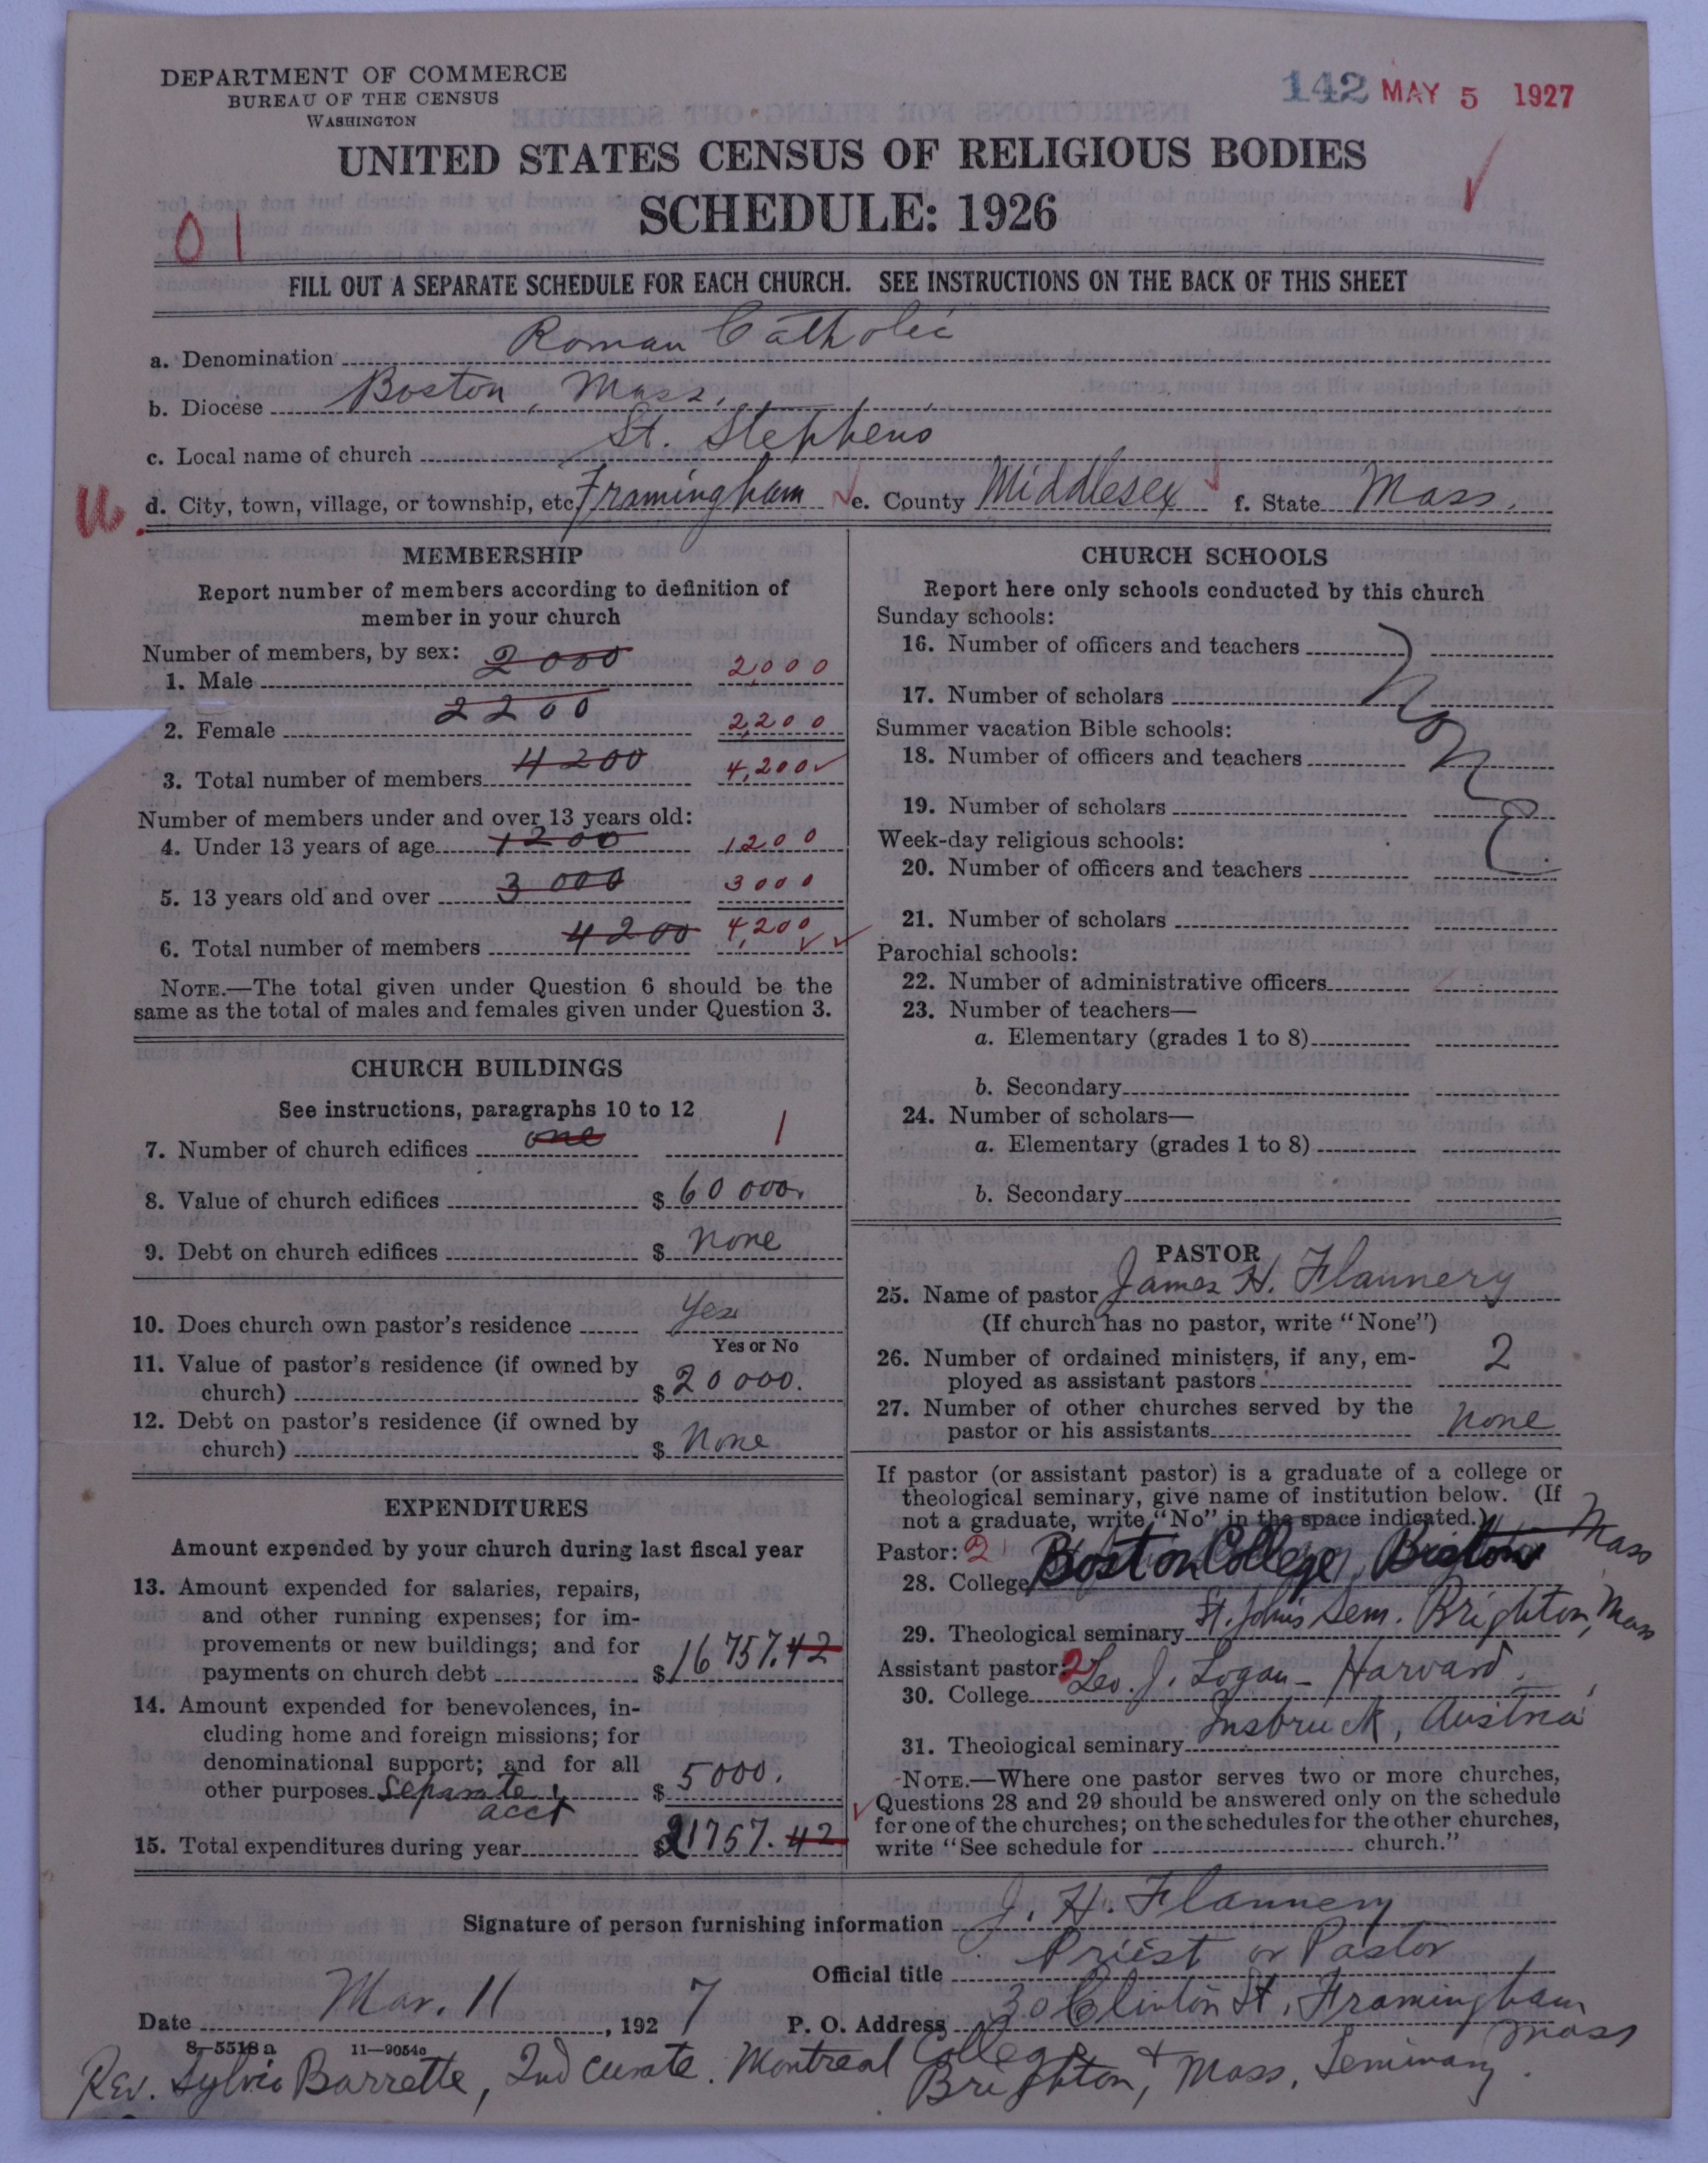 DEPARTMENT OF COMMERCE
BUREAU OF THE CENSUS
WASHINGTON
142 MAY 5 1927
UNITED STATES CENSUS OF RELIGIOUS BODIES
SCHEDULE: 1926
01
FILL OUT A SEPARATE SCHEDULE FOR EACH CHURCH. SEE INSTRUCTIONS ON THE BACK OF THIS SHEET
a. Denomination Roman Catholic
b. Diocese Boston, Mass.
c. Local name of church St. Stephens
d. City, town, village, or township, etc. Framingham e. County Middlesex f. State Mass.
MEMBERSHIP
Report number of members according to definition of
member in your church
Number of members, by sex:
1. Male 2000 2000
2. Female 2200 2,200
3. Total number of members 4200 4,200
Number of members under and over 13 years old:
4. Under 13 years of age 1200 1200
5. 13 years old and over 3000 3000
6. Total number of members 4200 4,200
NOTE.—The total given under Question 6 should be the
same as the total of males and females given under Question 3.
CHURCH BUILDINGS
See instructions, paragraphs 10 to 12
7. Number of church edifices one 1
8. Value of church edifices $ 60 000.
9. Debt on church edifices $ none
10. Does church own pastor's residence Yes
Yes or No
11. Value of pastor's residence (if owned by
church) $ 20 000.
12. Debt on pastor's residence (if owned by
church) $ None
EXPENDITURES
Amount expended by your church during last fiscal year
13. Amount expended for salaries, repairs,
and other running expenses; for im-
provements or new buildings; and for
payments on church debt $ 16 757.42
14. Amount expended for benevolences, in-
cluding home and foreign missions; for
denominational support; and for all
other purposes separate $ 5000.
acct
15. Total expenditures during year $ 21757.42
CHURCH SCHOOLS
Report here only schools conducted by this church
Sunday schools:
16. Number of officers and teachers
None
17. Number of scholars
Summer vacation Bible schools:
18. Number of officers and teachers
19. Number of scholars
Week-day religious schools:
20. Number of officers and teachers
21. Number of scholars
Parochial schools:
22. Number of administrative officers
23. Number of teachers—
a. Elementary (grades 1 to 8)
b. Secondary
24. Number of scholars—
a. Elementary (grades 1 to 8)
b. Secondary
PASTOR
25. Name of pastor James H. Flannery
(If church has no pastor, write "None")
26. Number of ordained ministers, if any, em-
ployed as assistant pastors 2
27. Number of other churches served by the
pastor or his assistants none
If pastor (or assistant pastor) is a graduate of a college or
theological seminary, give name of institution below. (If
not a graduate, write "No" in the space indicated.)
Pastor: 2
28. College Boston College, Boston Mass
29. Theological seminary St. John's Sem. Brighton, Mass
Assistant pastor: 2
30. College Leo. J. Logan - Harvard,
31. Theological seminary Insbruck, Austria
NOTE.—Where one pastor serves two or more churches,
Questions 28 and 29 should be answered only on the schedule
for one of the churches; on the schedules for the other churches,
write "See schedule for church."
Signature of person furnishing information J. H. Flannery
Official title Priest or Pastor
Date Mar. 11, 1927 P. O. Address 30 Clinton St, Framingham
Mass
8—5518a 11—9054a
Rev. Sylvio Barrette, 2nd curate. Montreal College +
Brighton, Mass, Seminary.